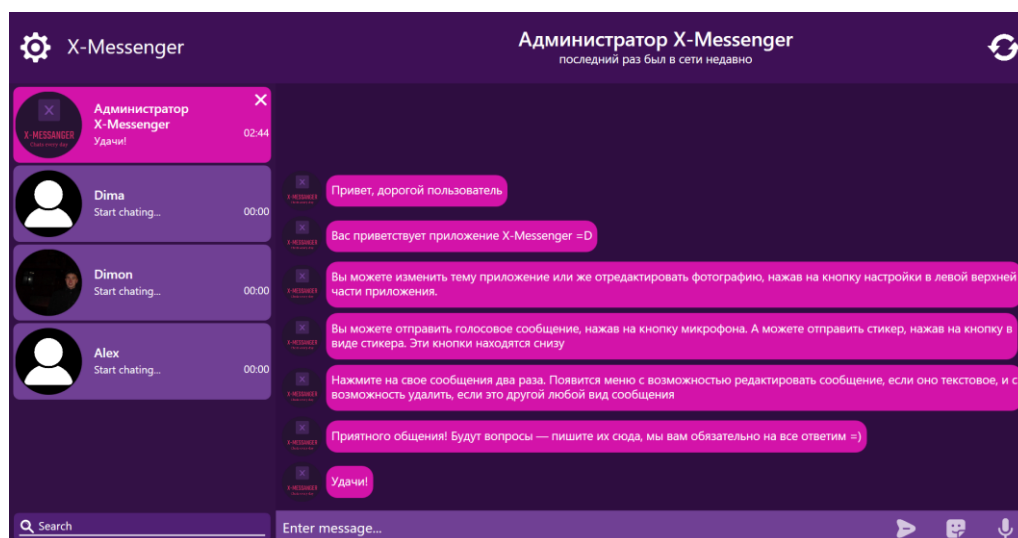 X-Messenger
Администратор X-Messenger
последний раз был в сети недавно
X
X-MESSANGER
Администратор
X-Messenger
Удачи!
02:44
Dima
Start chating...
00:00
Dimon
Start chating...
00:00
Alex
Start chating...
00:00
Search
Привет, дорогой пользователь
Вас приветствует приложение X-Messenger =D
Вы можете изменить тему приложение или же отредактировать фотографию, нажав на кнопку настройки в левой верхней
части приложения.
Вы можете отправить голосовое сообщение, нажав на кнопку микрофона. А можете отправить стикер, нажав на кнопку в
виде стикера. Эти кнопки находятся снизу
Нажмите на свое сообщения два раза. Появится меню с возможностью редактировать сообщение, если оно текстовое, и с
возможность удалить, если это другой любой вид сообщения
Приятного общения! Будут вопросы — пишите их сюда, мы вам обязательно на все ответим =)
Удачи!
Enter message...